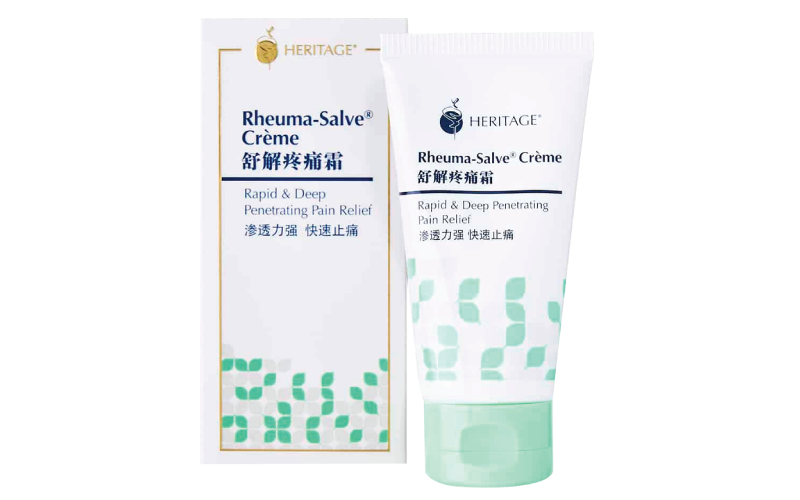 HERITAGE®
Rheuma-Salve®
Crème
舒解疼痛霜
Rapid & Deep
Penetrating Pain Relief
渗透力强 快速止痛
HERITAGE®
Rheuma-Salve® Crème
舒解疼痛霜
Rapid & Deep Penetrating
Pain Relief
渗透力强 快速止痛